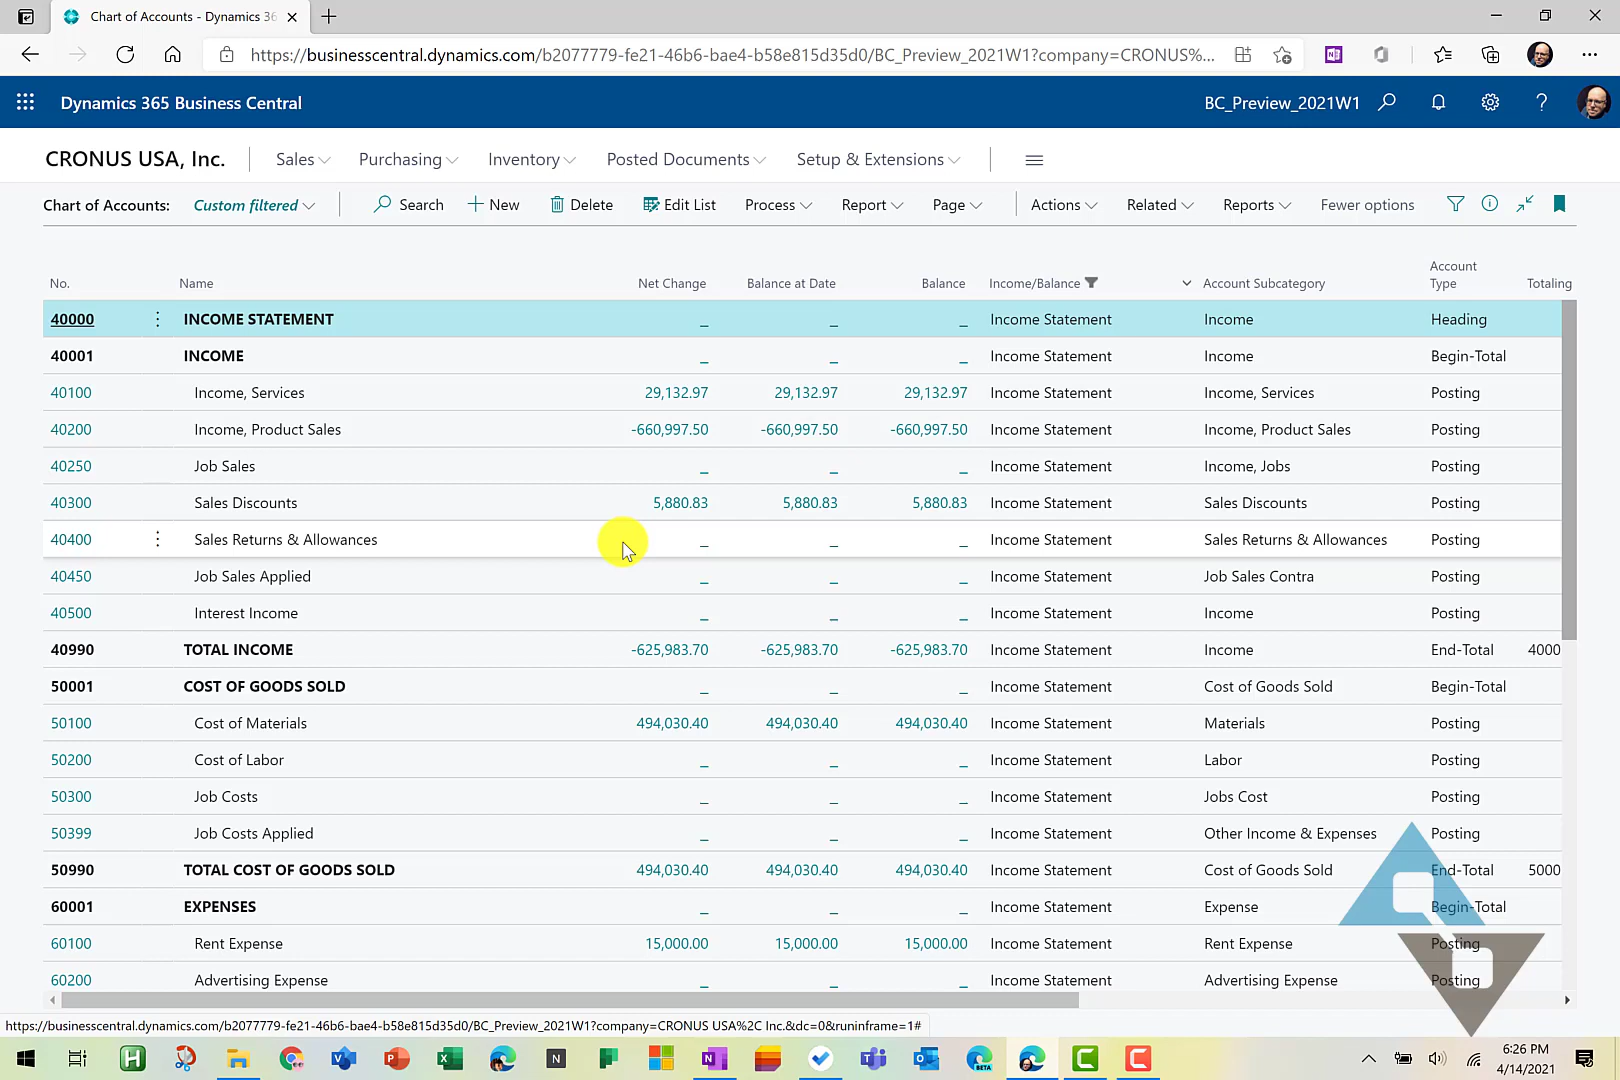 Chart of Accounts - Dynamics 36
https://businesscentral.dynamics.com/b2077779-fe21-46b6-bae4-b58e815d35d0/BC_Preview_2021W1?company=CRONUS%...
Dynamics 365 Business Central
BC_Preview_2021W1
CRONUS USA, Inc. Sales Purchasing Inventory Posted Documents Setup & Extensions
Chart of Accounts: Custom filtered Search New Delete Edit List Process Report Page Actions Related Reports Fewer options
No. Name Net Change Balance at Date Balance Income/Balance Account Subcategory Account Type Totaling
40000 INCOME STATEMENT _ _ _ Income Statement Income Heading
40001 INCOME _ _ _ Income Statement Income Begin-Total
40100 Income, Services 29,132.97 29,132.97 29,132.97 Income Statement Income, Services Posting
40200 Income, Product Sales -660,997.50 -660,997.50 -660,997.50 Income Statement Income, Product Sales Posting
40250 Job Sales _ _ _ Income Statement Income, Jobs Posting
40300 Sales Discounts 5,880.83 5,880.83 5,880.83 Income Statement Sales Discounts Posting
40400 Sales Returns & Allowances _ _ _ Income Statement Sales Returns & Allowances Posting
40450 Job Sales Applied _ _ _ Income Statement Job Sales Contra Posting
40500 Interest Income _ _ _ Income Statement Income Posting
40990 TOTAL INCOME -625,983.70 -625,983.70 -625,983.70 Income Statement Income End-Total 4000
50001 COST OF GOODS SOLD _ _ _ Income Statement Cost of Goods Sold Begin-Total
50100 Cost of Materials 494,030.40 494,030.40 494,030.40 Income Statement Materials Posting
50200 Cost of Labor _ _ _ Income Statement Labor Posting
50300 Job Costs _ _ _ Income Statement Jobs Cost Posting
50399 Job Costs Applied _ _ _ Income Statement Other Income & Expenses Posting
50990 TOTAL COST OF GOODS SOLD 494,030.40 494,030.40 494,030.40 Income Statement Cost of Goods Sold End-Total 5000
60001 EXPENSES _ _ _ Income Statement Expense Begin-Total
60100 Rent Expense 15,000.00 15,000.00 15,000.00 Income Statement Rent Expense Posting
60200 Advertising Expense _ _ _ Income Statement Advertising Expense Posting
https://businesscentral.dynamics.com/b2077779-fe21-46b6-bae4-b58e815d35d0/BC_Preview_2021W1?company=CRONUS USA%2C Inc.&dc=0&runinframe=1#
6:26 PM
4/14/2021